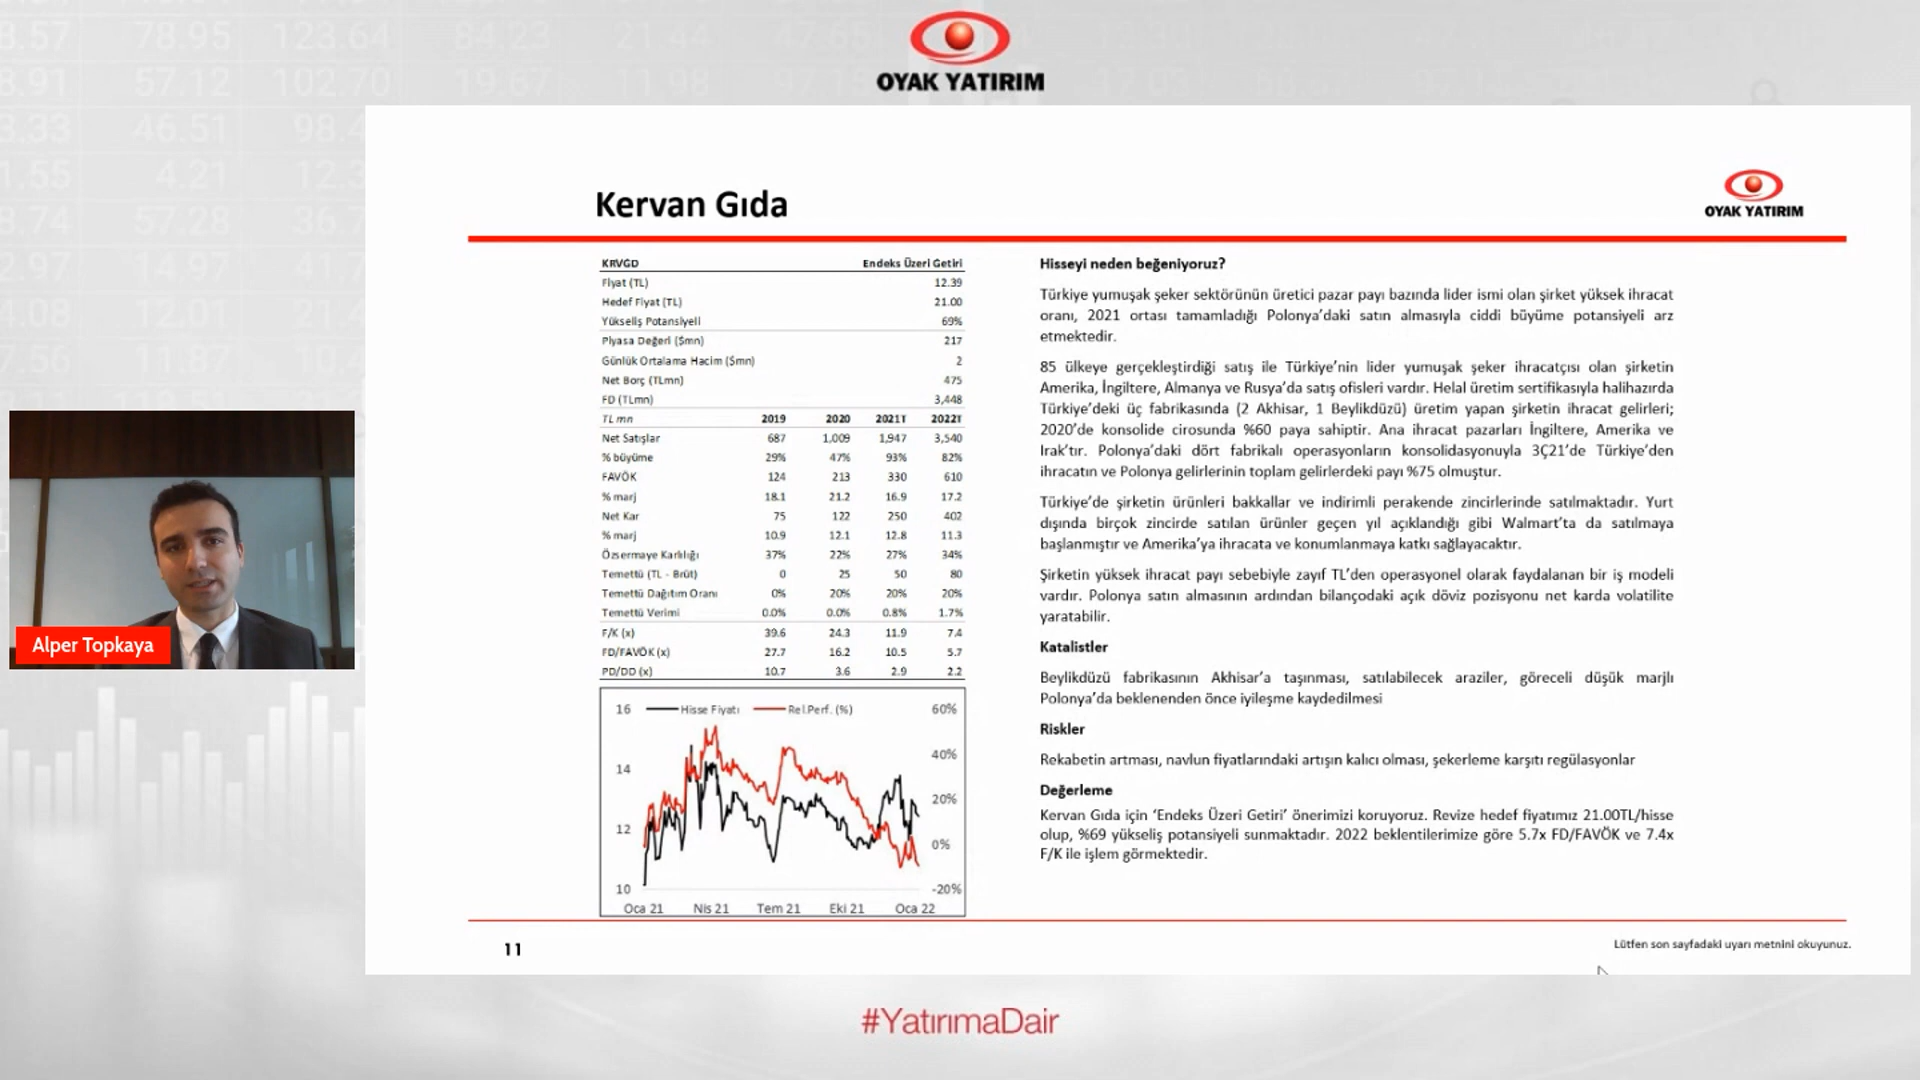 OYAK YATIRIM
Kervan Gıda
OYAK YATIRIM
KRVGD Endeks Üzeri Getiri
Fiyat (TL) 12.39
Hedef Fiyat (TL) 21.00
Yükseliş Potansiyeli 69%
Piyasa Değeri ($mn) 217
Günlük Ortalama Hacim ($mn) 2
Net Borç (TLmn) 475
FD (TLmn) 3,448
TL mn 2019 2020 2021T 2022T
Net Satışlar 687 1,009 1,947 3,540
% büyüme 29% 47% 93% 82%
FAVÖK 124 213 330 610
% marj 18.1 21.2 16.9 17.2
Net Kar 75 122 250 402
% marj 10.9 12.1 12.8 11.3
Özsermaye Karlılığı 37% 22% 27% 34%
Temettü (TL - Brüt) 0 25 50 80
Temettü Dağıtım Oranı 0% 20% 20% 20%
Temettü Verimi 0.0% 0.0% 0.8% 1.7%
F/K (x) 39.6 24.3 11.9 7.4
FD/FAVÖK (x) 27.7 16.2 10.5 5.7
PD/DD (x) 10.7 3.6 2.9 2.2
16 Hisse Fiyatı Rel.Perf. (%) 60%
40%
14
20%
12
0%
10 -20%
Oca 21 Nis 21 Tem 21 Eki 21 Oca 22
Hisseyi neden beğeniyoruz?
Türkiye yumuşak şeker sektörünün üretici pazar payı bazında lider ismi olan şirket yüksek ihracat
oranı, 2021 ortası tamamladığı Polonya'daki satın almasıyla ciddi büyüme potansiyeli arz
etmektedir.
85 ülkeye gerçekleştirdiği satış ile Türkiye'nin lider yumuşak şeker ihracatçısı olan şirketin
Amerika, İngiltere, Almanya ve Rusya'da satış ofisleri vardır. Helal üretim sertifikasıyla halihazırda
Türkiye'deki üç fabrikasında (2 Akhisar, 1 Beylikdüzü) üretim yapan şirketin ihracat gelirleri;
2020'de konsolide cirosunda %60 paya sahiptir. Ana ihracat pazarları İngiltere, Amerika ve
Irak'tır. Polonya'daki dört fabrikalı operasyonların konsolidasyonuyla 3Ç21'de Türkiye'den
ihracatın ve Polonya gelirlerinin toplam gelirlerdeki payı %75 olmuştur.
Türkiye'de şirketin ürünleri bakkallar ve indirimli perakende zincirlerinde satılmaktadır. Yurt
dışında birçok zincirde satılan ürünler geçen yıl açıklandığı gibi Walmart'ta da satılmaya
başlanmıştır ve Amerika'ya ihracata ve konumlanmaya katkı sağlayacaktır.
Şirketin yüksek ihracat payı sebebiyle zayıf TL'den operasyonel olarak faydalanan bir iş modeli
vardır. Polonya satın almasının ardından bilançodaki açık döviz pozisyonu net karda volatilite
yaratabilir.
Katalistler
Beylikdüzü fabrikasının Akhisar'a taşınması, satılabilecek araziler, göreceli düşük marjlı
Polonya'da beklenenden önce iyileşme kaydedilmesi
Riskler
Rekabetin artması, navlun fiyatlarındaki artışın kalıcı olması, şekerleme karşıtı regülasyonlar
Değerleme
Kervan Gıda için 'Endeks Üzeri Getiri' önerimizi koruyoruz. Revize hedef fiyatımız 21.00TL/hisse
olup, %69 yükseliş potansiyeli sunmaktadır. 2022 beklentilerimize göre 5.7x FD/FAVÖK ve 7.4x
F/K ile işlem görmektedir.
11
Lütfen son sayfadaki uyarı metnini okuyunuz.
Alper Topkaya
#YatırımaDair